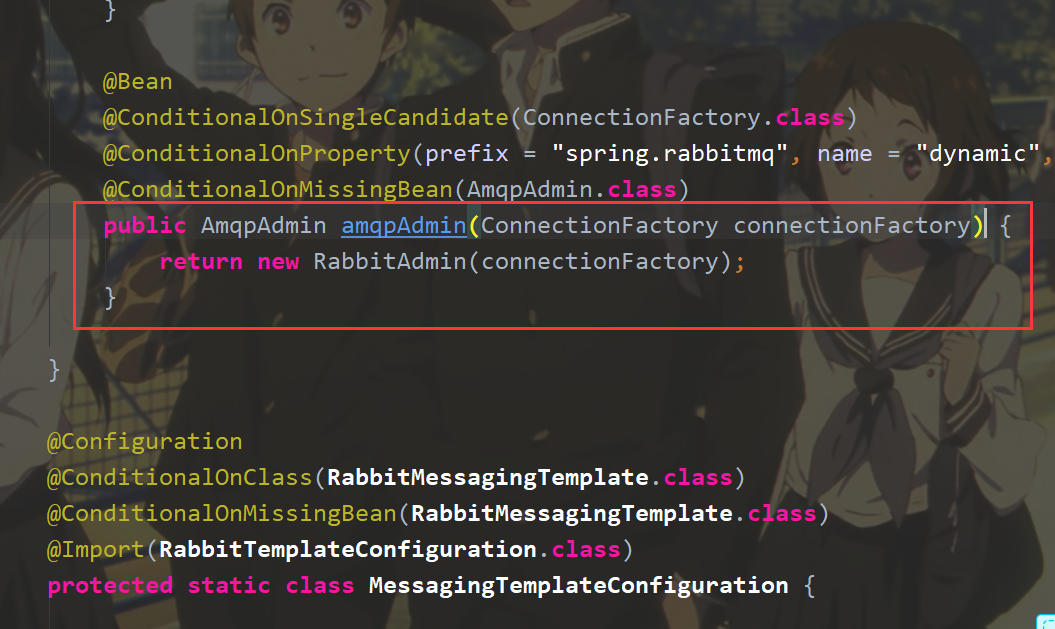 }
@Bean
@ConditionalOnSingleCandidate(ConnectionFactory.class)
@ConditionalOnProperty(prefix = "spring.rabbitmq", name = "dynamic",
@ConditionalOnMissingBean(AmqpAdmin.class)
public AmqpAdmin amqpAdmin(ConnectionFactory connectionFactory) {
return new RabbitAdmin(connectionFactory);
}
}
@Configuration
@ConditionalOnClass(RabbitMessagingTemplate.class)
@ConditionalOnMissingBean(RabbitMessagingTemplate.class)
@Import(RabbitTemplateConfiguration.class)
protected static class MessagingTemplateConfiguration {